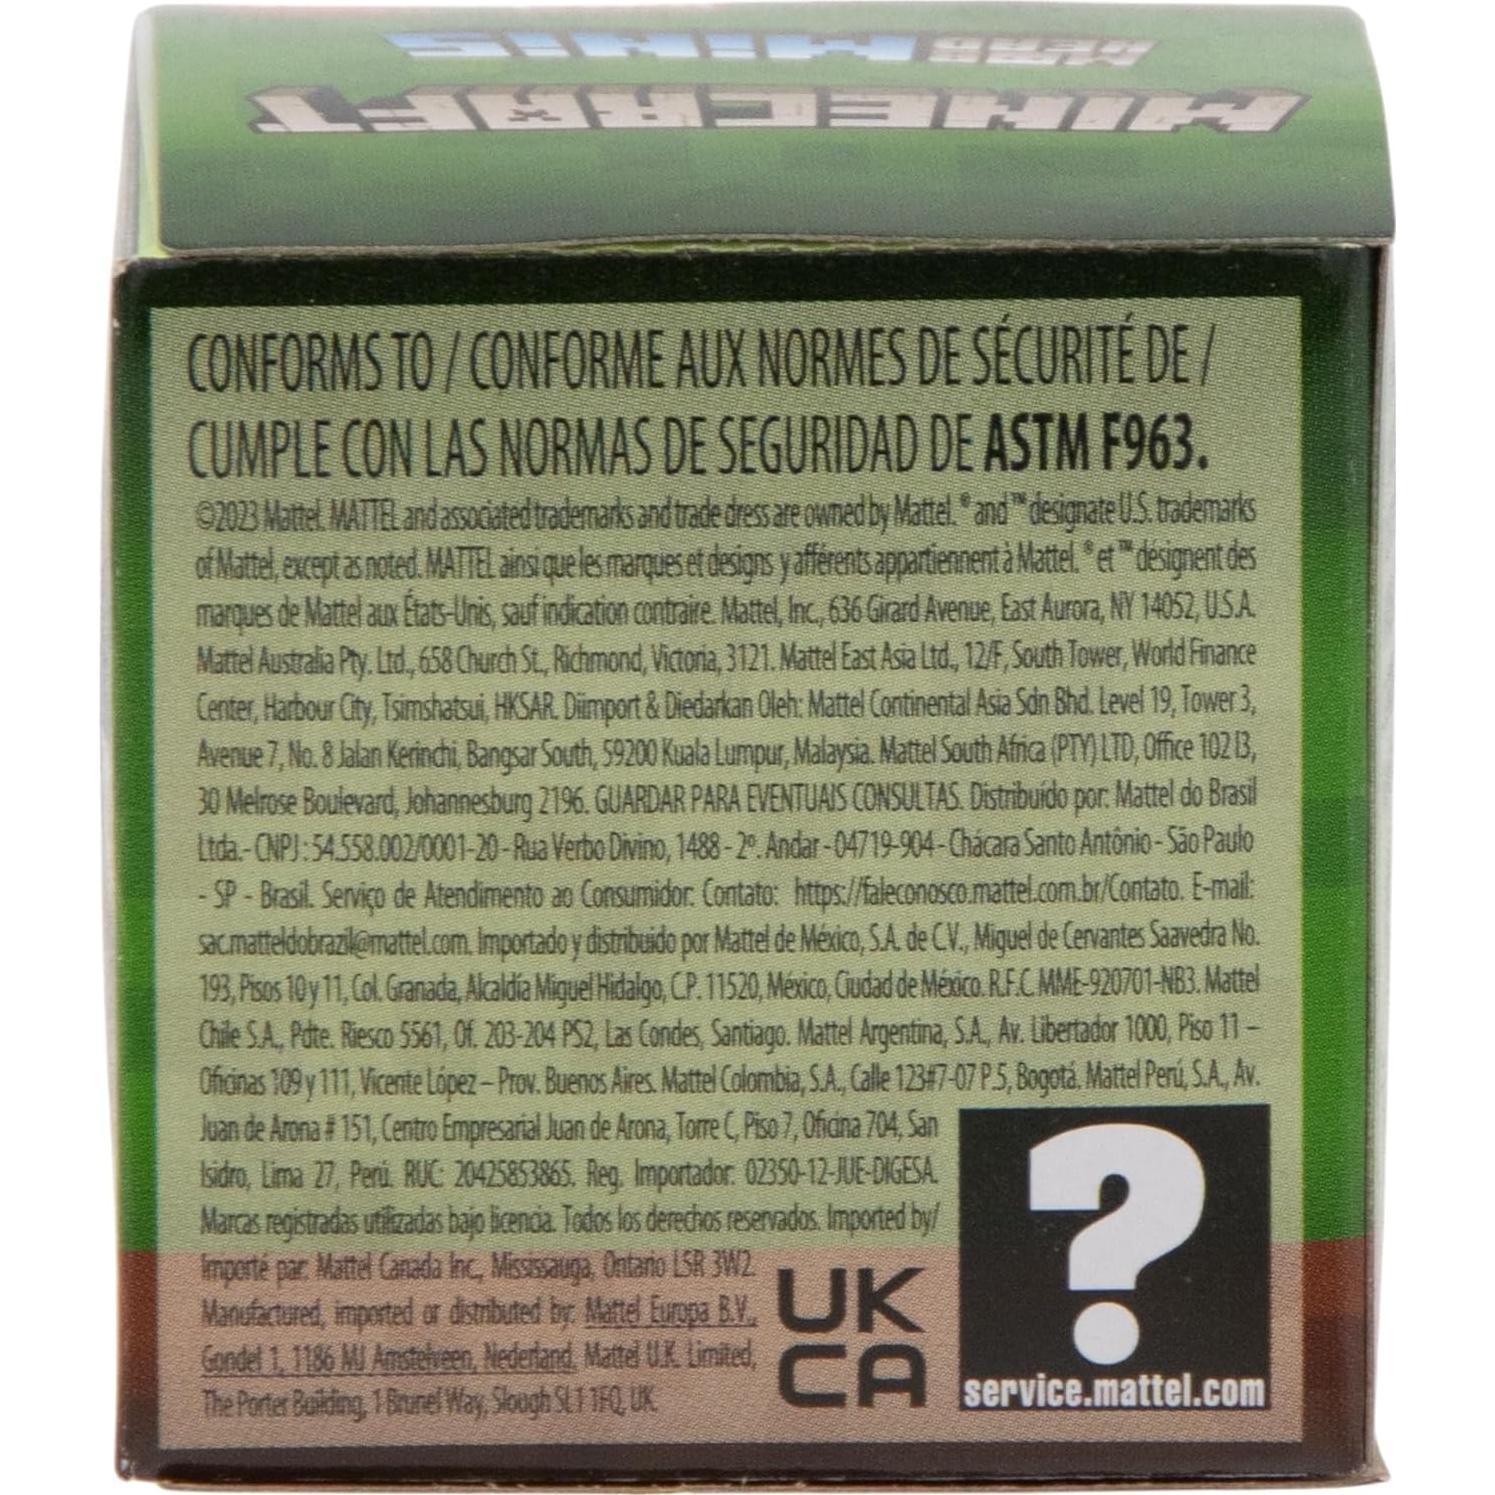 MINECRAFT
MOB HEAD MINIS
CONFORMS TO / CONFORME AUX NORMES DE SÉCURITÉ DE /
CUMPLE CON LAS NORMAS DE SEGURIDAD DE ASTM F963.
©2023 Mattel. MATTEL and associated trademarks and trade dress are owned by Mattel. ® and ™ designate U.S. trademarks
of Mattel, except as noted. MATTEL ainsi que les marques et designs y afférents appartiennent à Mattel. ® et ™ désignent des
marques de Mattel aux États-Unis, sauf indication contraire. Mattel, Inc., 636 Girard Avenue, East Aurora, NY 14052, U.S.A.
Mattel Australia Pty. Ltd., 658 Church St., Richmond, Victoria, 3121. Mattel East Asia Ltd., 12/F, South Tower, World Finance
Center, Harbour City, Tsimshatsui, HKSAR. Diimport & Diedarkan Oleh: Mattel Continental Asia Sdn Bhd. Level 19, Tower 3,
Avenue 7, No. 8 Jalan Kerinchi, Bangsar South, 59200 Kuala Lumpur, Malaysia. Mattel South Africa (PTY) LTD, Office 102 I3,
30 Melrose Boulevard, Johannesburg 2196. GUARDAR PARA EVENTUAIS CONSULTAS. Distribuído por: Mattel do Brasil
Ltda.- CNPJ : 54.558.002/0001-20 - Rua Verbo Divino, 1488 - 2º. Andar - 04719-904 - Chácara Santo Antônio - São Paulo
- SP - Brasil. Serviço de Atendimento ao Consumidor: Contato: https://faleconosco.mattel.com.br/Contato. E-mail:
sac.matteldobrazil@mattel.com. Importado y distribuido por Mattel de México, S.A. de C.V., Miguel de Cervantes Saavedra No.
193, Pisos 10 y 11, Col. Granada, Alcaldía Miguel Hidalgo, C.P. 11520, México, Ciudad de México. R.F.C. MME-920701-NB3. Mattel
Chile S.A., Pdte. Riesco 5561, Of. 203-204 PS2, Las Condes, Santiago. Mattel Argentina, S.A., Av. Libertador 1000, Piso 11 –
Oficinas 109 y 111, Vicente López – Prov. Buenos Aires. Mattel Colombia, S.A., Calle 123#7-07 P.5, Bogotá. Mattel Perú, S.A., Av.
Juan de Arona # 151, Centro Empresarial Juan de Arona, Torre C, Piso 7, Oficina 704, San
Isidro, Lima 27, Perú. RUC: 20425853865. Reg. Importador: 02350-12-JUE-DIGESA.
Marcas registradas utilizadas bajo licencia. Todos los derechos reservados. Imported by/
Importé par: Mattel Canada Inc., Mississauga, Ontario L5R 3W2.
Manufactured, imported or distributed by: Mattel Europa B.V.,
Gondel 1, 1186 MJ Amstelveen, Nederland. Mattel U.K. Limited,
The Porter Building, 1 Brunel Way, Slough SL1 1FQ, UK.
UK
CA
?
service.mattel.com